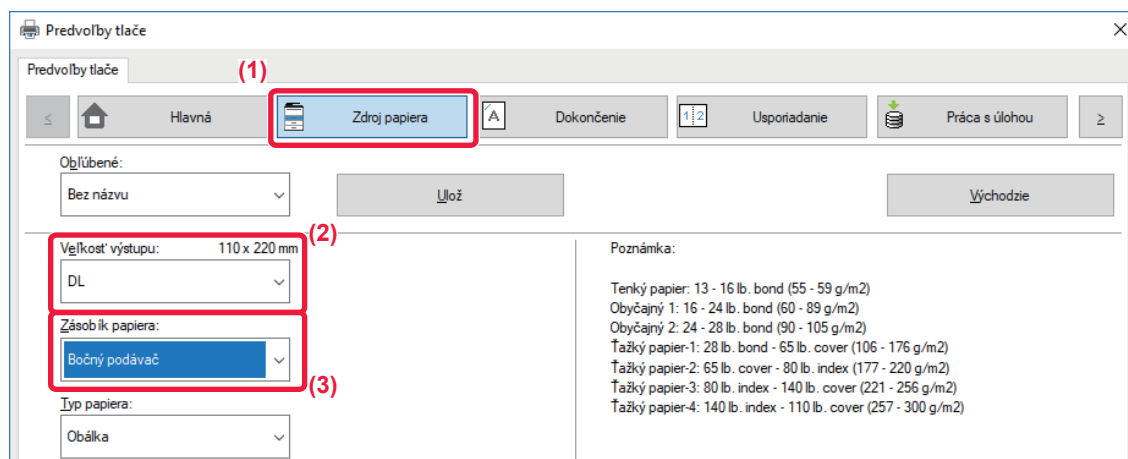 Predvoľby tlače
Predvoľby tlače
(1)
< Hlavná Zdroj papiera A Dokončenie 1 2 Usporiadanie Práca s úlohou >
Obľúbené:
Bez názvu Ulož Východzie
(2)
Veľkosť výstupu: 110 x 220 mm
DL
Zásobík papiera:
Bočný podávač
(3)
Typ papiera:
Obálka
Poznámka:
Tenký papier: 13 - 16 lb. bond (55 - 59 g/m2)
Obyčajný 1: 16 - 24 lb. bond (60 - 89 g/m2)
Obyčajný 2: 24 - 28 lb. bond (90 - 105 g/m2)
Ťažký papier-1: 28 lb. bond - 65 lb. cover (106 - 176 g/m2)
Ťažký papier-2: 65 lb. cover - 80 lb. index (177 - 220 g/m2)
Ťažký papier-3: 80 lb. index - 140 lb. cover (221 - 256 g/m2)
Ťažký papier-4: 140 lb. index - 110 lb. cover (257 - 300 g/m2)